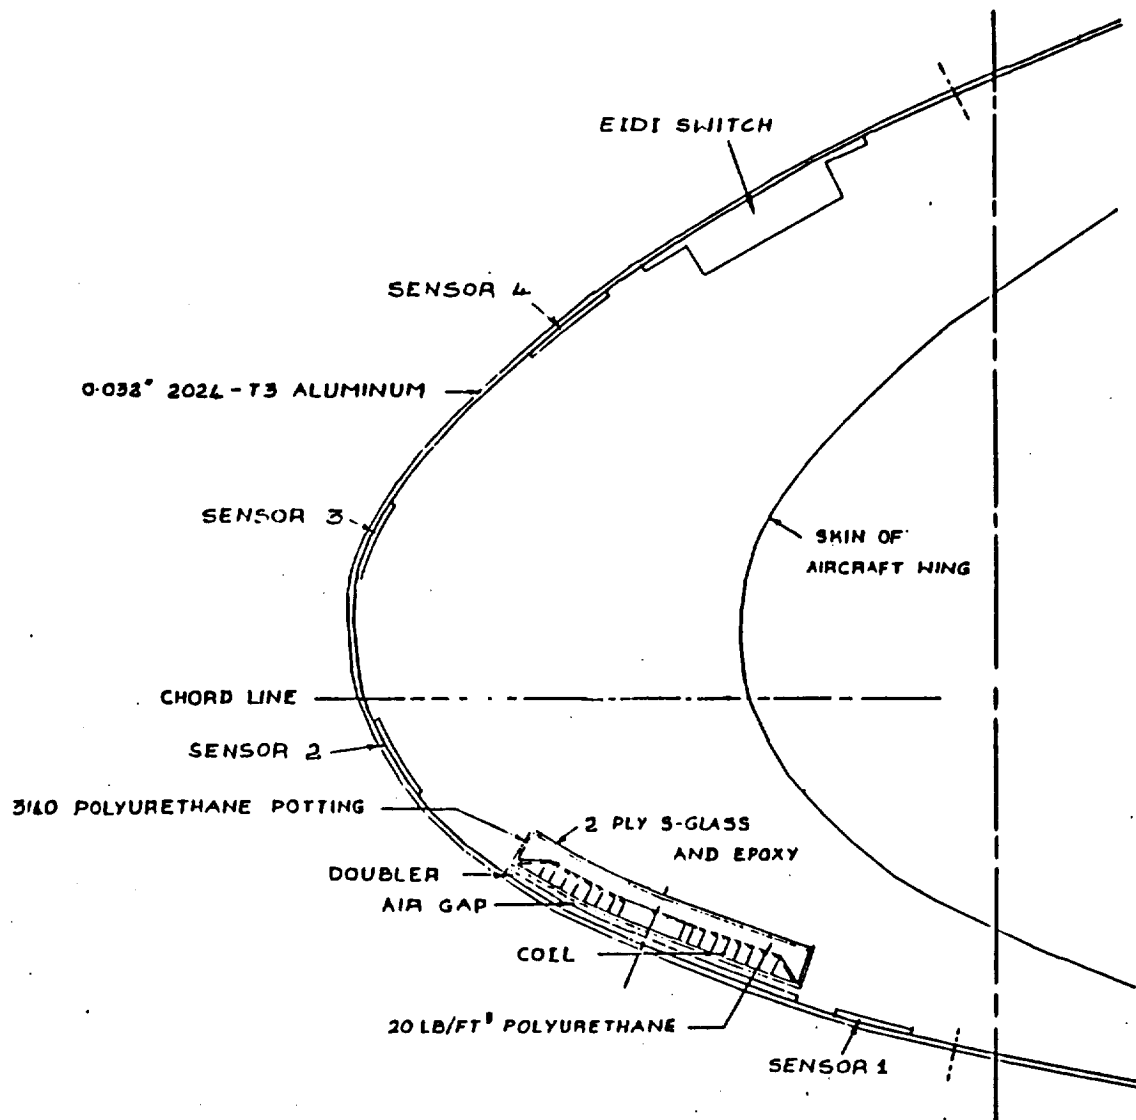 EIDI SWITCH
SENSOR 4
0.032" 2024-T3 ALUMINUM
SENSOR 3
SKIN OF
AIRCRAFT WING
CHORD LINE
SENSOR 2
3140 POLYURETHANE POTTING
2 PLY S-GLASS
AND EPOXY
DOUBLER
AIR GAP
COIL
20 LB/FT³ POLYURETHANE
SENSOR 1